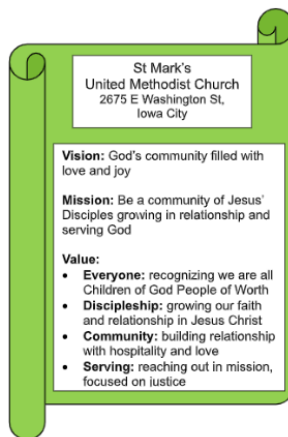 St Mark's
United Methodist Church
2675 E Washington St,
Iowa City
Vision: God's community filled with
love and joy
Mission: Be a community of Jesus'
Disciples growing in relationship and
serving God
Value:
• Everyone: recognizing we are all
Children of God People of Worth
• Discipleship: growing our faith
and relationship in Jesus Christ
• Community: building relationship
with hospitality and love
• Serving: reaching out in mission,
focused on justice